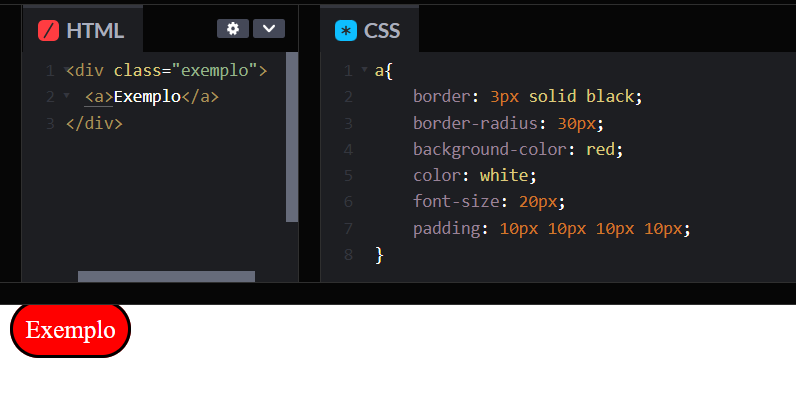 HTML
1 <div class="exemplo">
2 <a>Exemplo</a>
3 </div>
CSS
1 a{
2 border: 3px solid black;
3 border-radius: 30px;
4 background-color: red;
5 color: white;
6 font-size: 20px;
7 padding: 10px 10px 10px 10px;
8 }
Exemplo